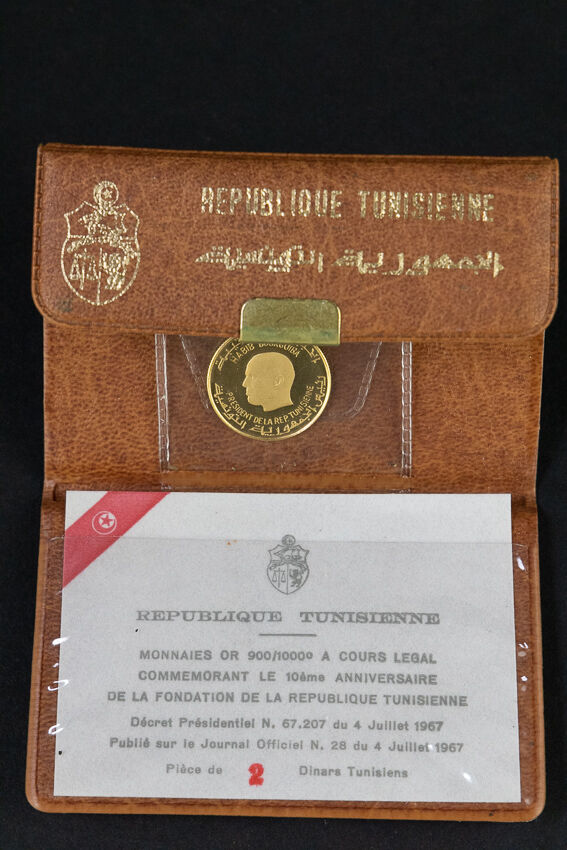 REPUBLIQUE TUNISIENNE
الجمهورية التونسية
HABIB BOURGUIBA
PRESIDENT DE LA REP. TUNISIENNE
REPUBLIQUE TUNISIENNE
MONNAIES OR 900/1000º A COURS LEGAL
COMMEMORANT LE 10ème ANNIVERSAIRE
DE LA FONDATION DE LA REPUBLIQUE TUNISIENNE
Décret Présidentiel N. 67.207 du 4 Juillet 1967
Publié sur le Journal Officiel N. 28 du 4 Juillet 1967
Pièce de 2 Dinars Tunisiens